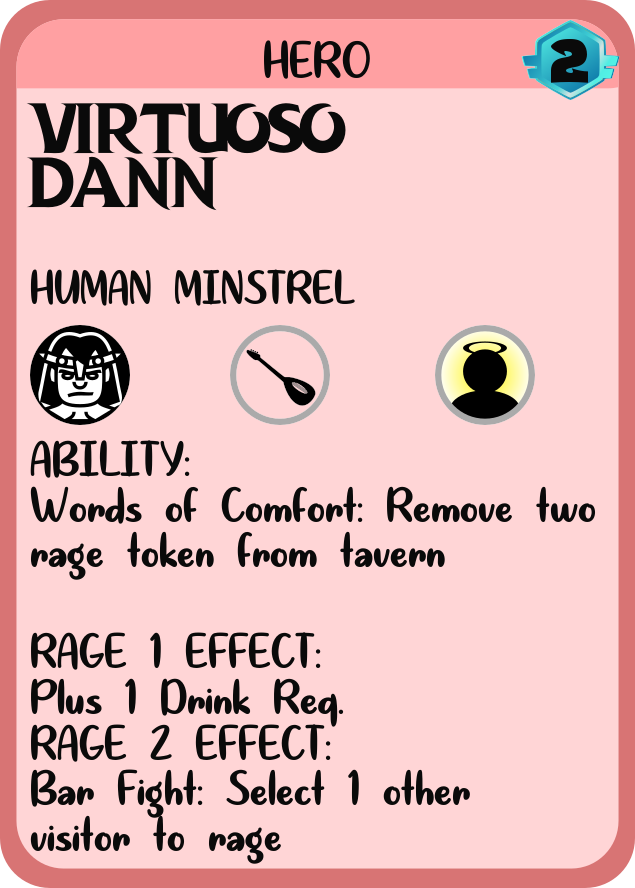 HERO
2
VIRTUOSO
DANN
HUMAN MINSTREL
ABILITY:
Words of Comfort: Remove two
rage token from tavern
RAGE 1 EFFECT:
Plus 1 Drink Req.
RAGE 2 EFFECT:
Bar Fight: Select 1 other
visitor to rage